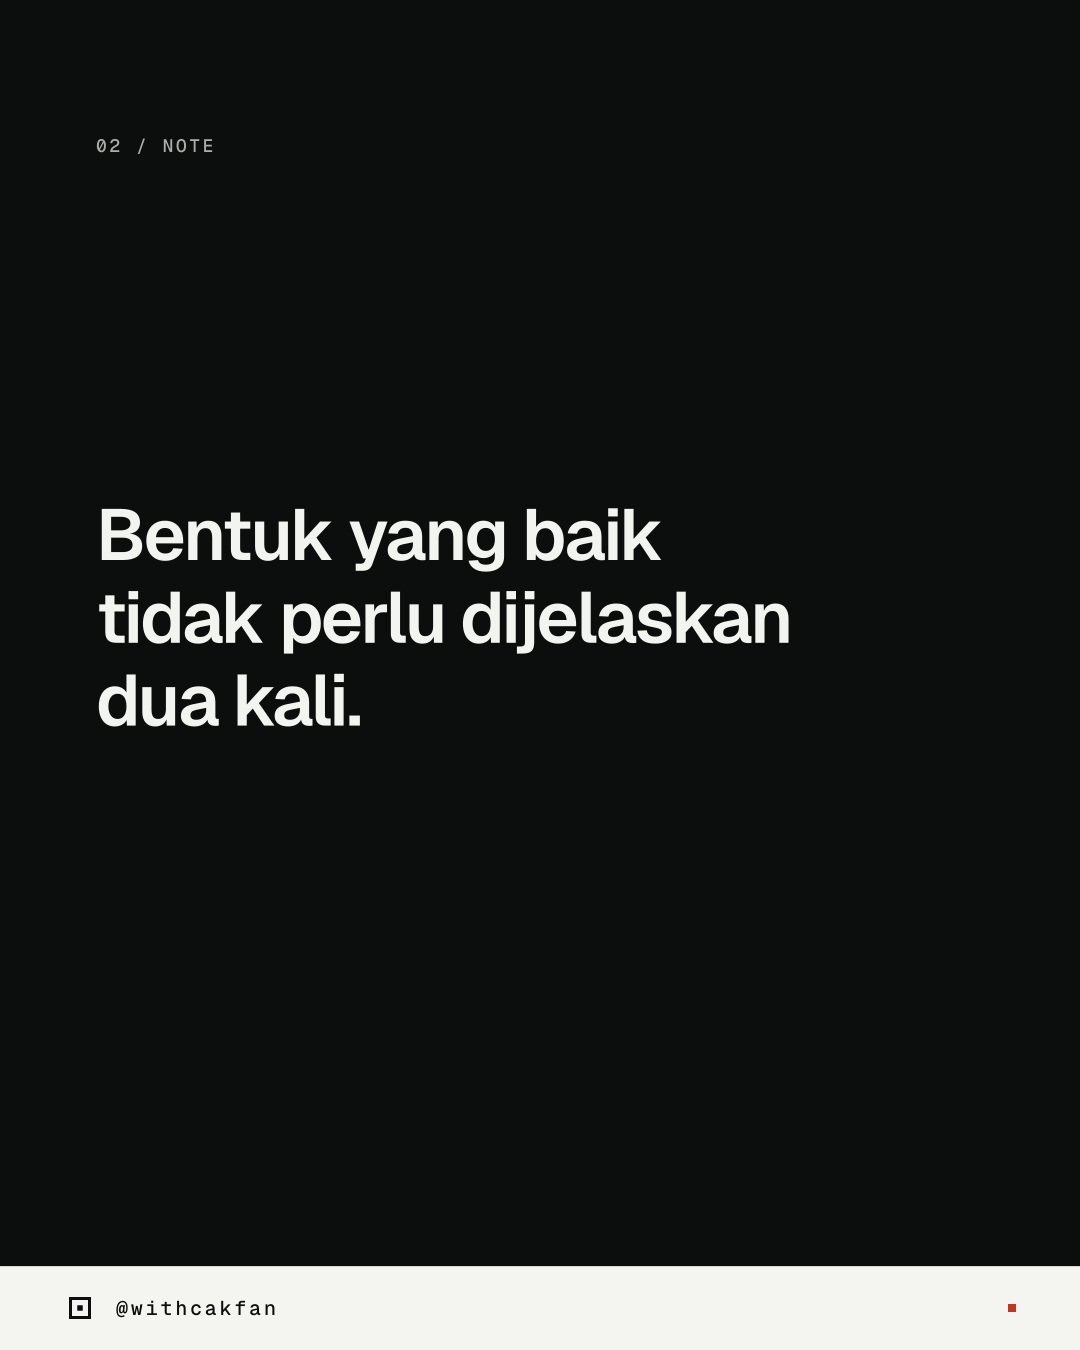 02 / NOTE
Bentuk yang baik
tidak perlu dijelaskan
dua kali.
@withcakfan